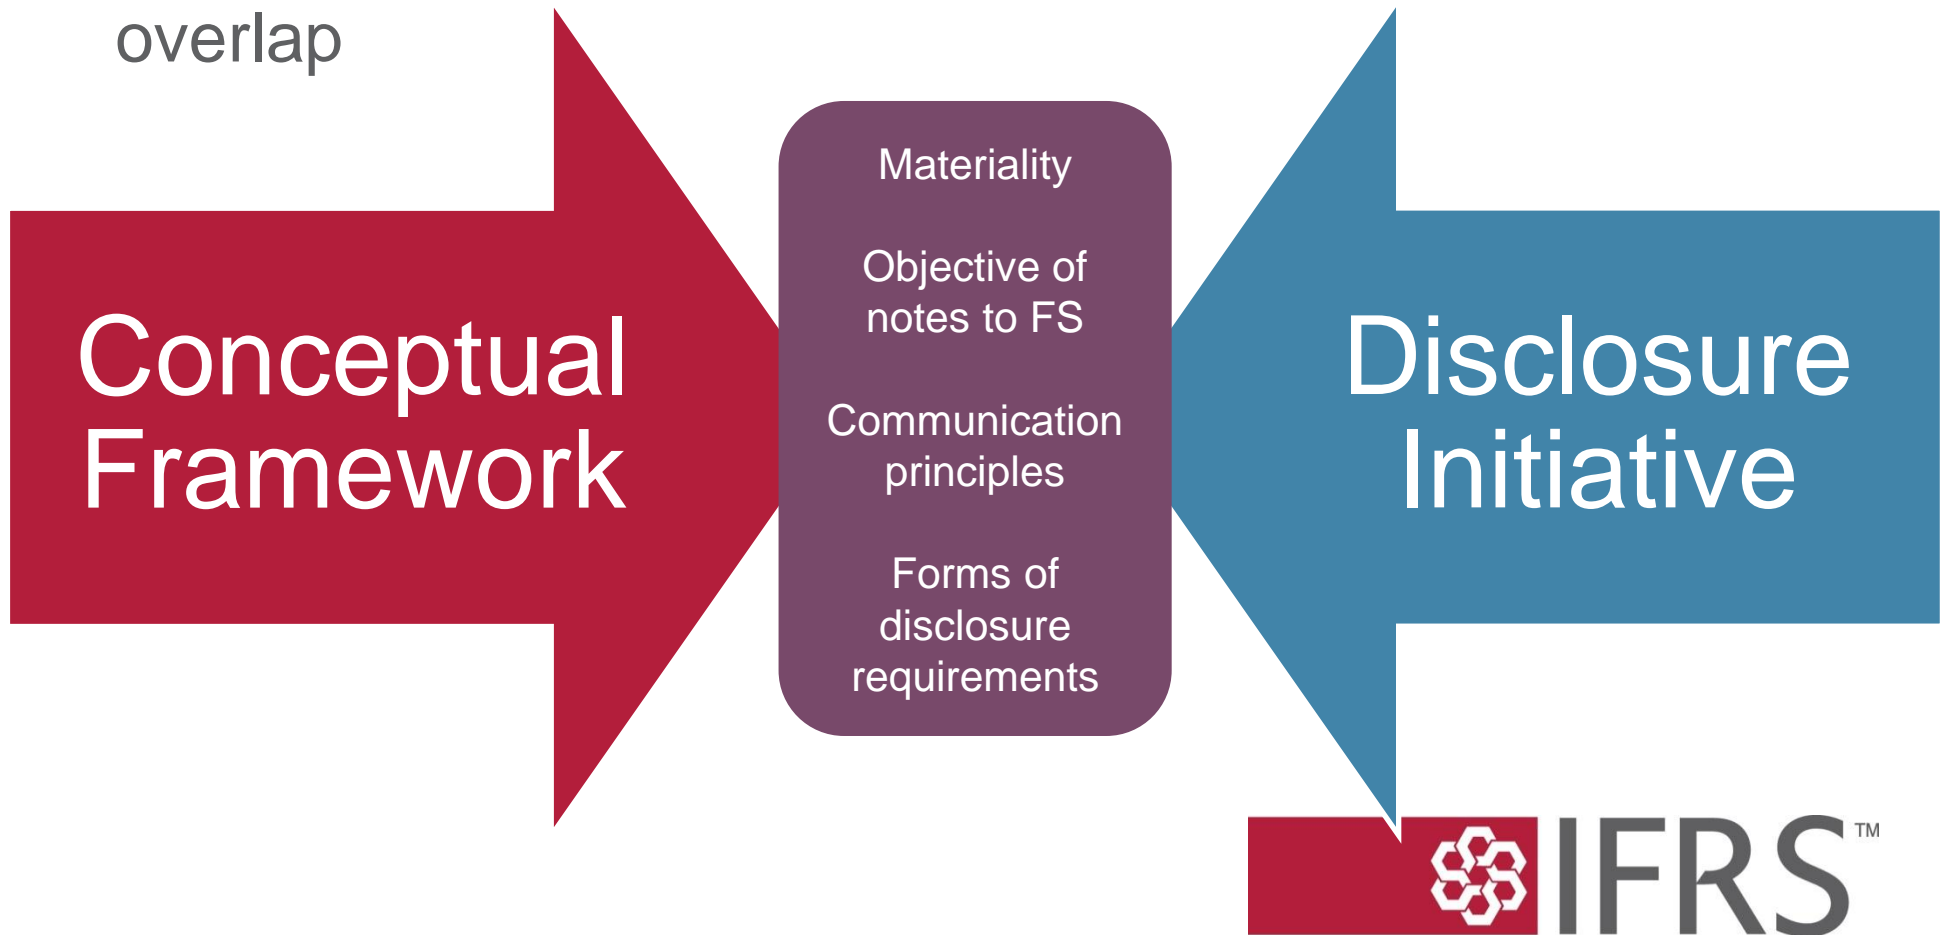 overlap
Conceptual
Framework
Materiality
Objective of
notes to FS
Communication
principles
Forms of
disclosure
requirements
Disclosure
Initiative
IFRS™